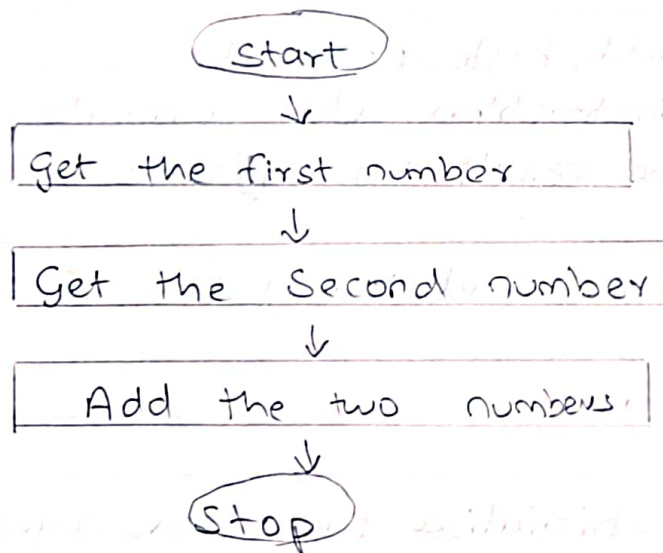 Start
Get the first number
Get the Second number
Add the two numbers
Stop